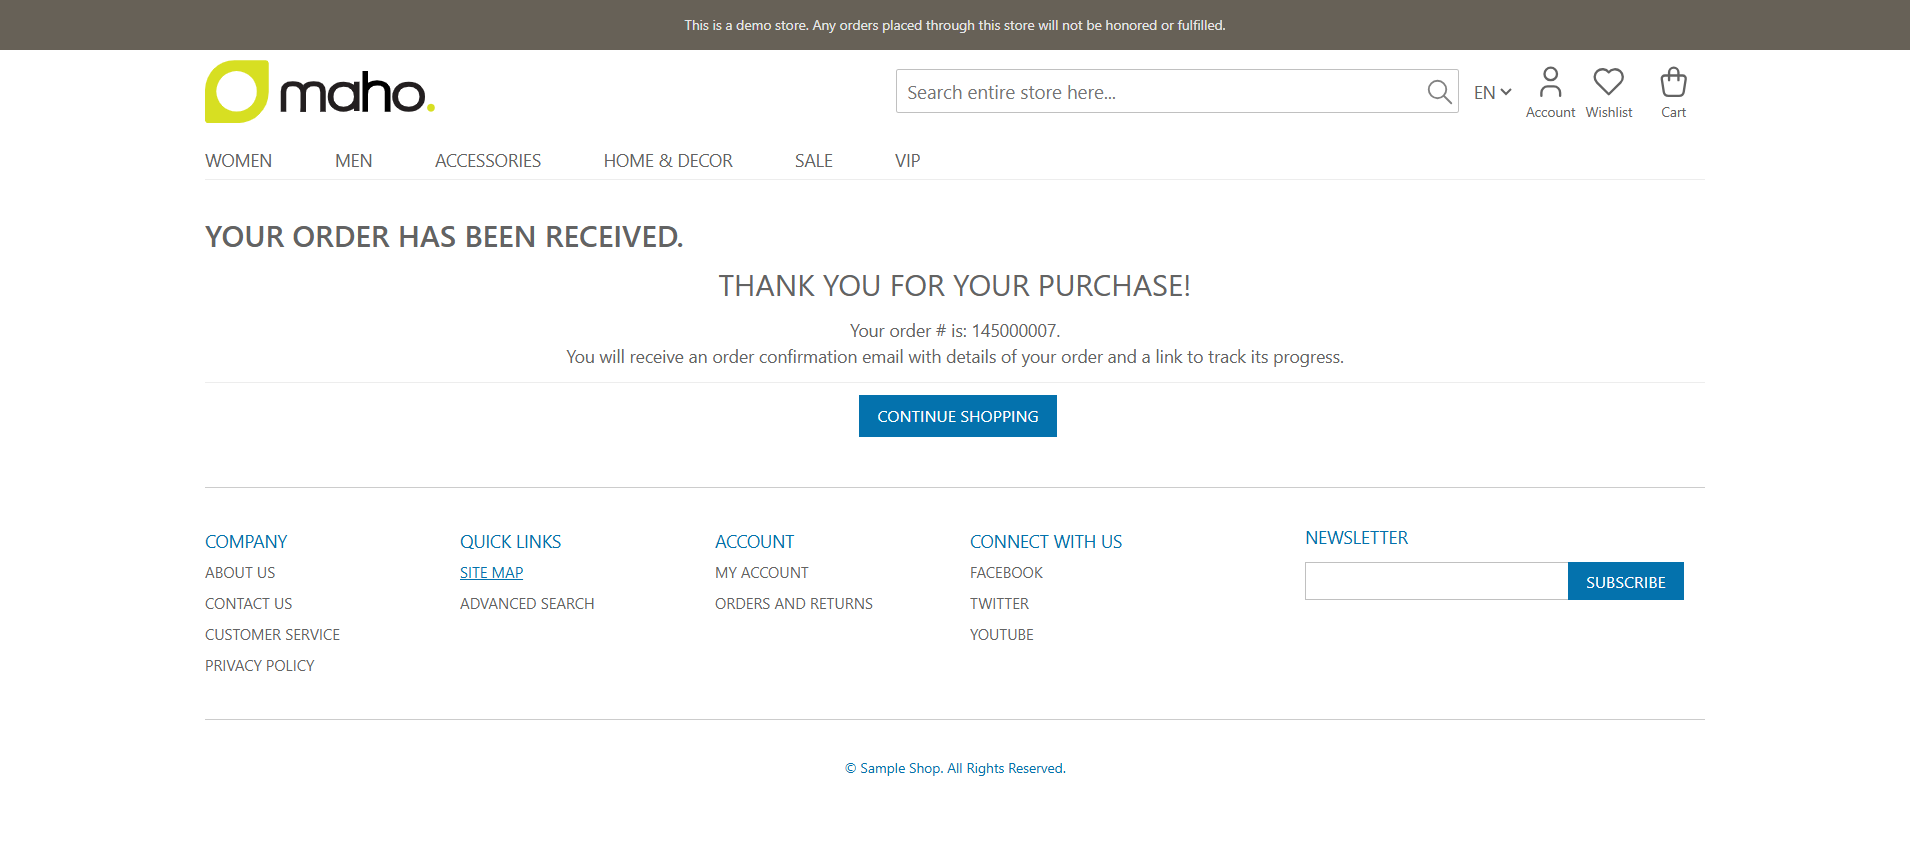 This is a demo store. Any orders placed through this store will not be honored or fulfilled.
maho.
Search entire store here...
EN
Account
Wishlist
Cart
WOMEN MEN ACCESSORIES HOME & DECOR SALE VIP
YOUR ORDER HAS BEEN RECEIVED.
THANK YOU FOR YOUR PURCHASE!
Your order # is: 145000007.
You will receive an order confirmation email with details of your order and a link to track its progress.
CONTINUE SHOPPING
COMPANY
ABOUT US
CONTACT US
CUSTOMER SERVICE
PRIVACY POLICY
QUICK LINKS
SITE MAP
ADVANCED SEARCH
ACCOUNT
MY ACCOUNT
ORDERS AND RETURNS
CONNECT WITH US
FACEBOOK
TWITTER
YOUTUBE
NEWSLETTER
SUBSCRIBE
© Sample Shop. All Rights Reserved.